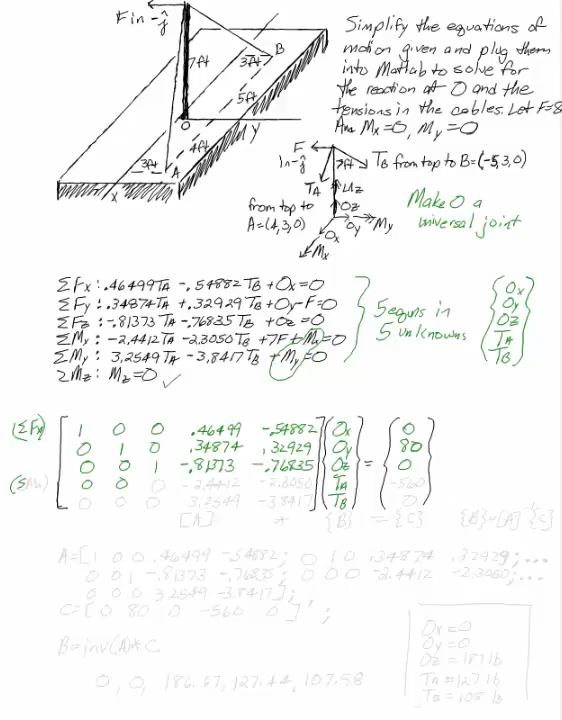 F in -ĵ
B
7ft
3ft
5ft
O
Y
4ft
3ft
A
X
Simplify the equations of
motion given and plug them
into Matlab to solve for
the reaction at O and the
tensions in the cables. Let F=8
Mx=0, My=0
F
in -ĵ
7ft
TB from top to B=(-5,3,0)
TA
Mz
Oz
from top to
A=(4,3,0)
Ox
Oy
My
Mx
Make O a
universal joint
ΣFx: .46499TA -.54882TB +Ox=0
ΣFy: .34874TA +.32929TB +Oy-F=0
ΣFz: -.81373TA -.76835TB +Oz=0
ΣMy: -2.4412TA -2.3050TB +7F+Mx=0
ΣMy: 3.2549TA -3.8417TB +My=0
ΣMz: Mz=0 ✓
5 eqns in
5 unknowns
Ox
Oy
Oz
TA
TB
(ΣFx) 1 0 0 .46499 -.54882 Ox 0
0 1 0 .34874 .32929 Oy 80
0 0 1 -.81373 -.76835 Oz = 0
(ΣMx) 0 0 0 -2.4412 -2.3050 TA -560
0 0 0 3.2549 -3.8417 TB 0
[A] * {B} = {C} {B}=[A]⁻¹{C}
A=[1 0 0 .46499 -.54882; 0 1 0 .34874 .32929;...
0 0 1 -.81373 -.76835; 0 0 0 -2.4412 -2.3050;...
0 0 0 3.2549 -3.8417];
C=[0 80 0 -560 0]';
B=inv(A)*C
0, 0, 186.67, 127.44, 107.98
Ox=0
Oy=0
Oz=187 lb
TA=127 lb
TB=108 lb